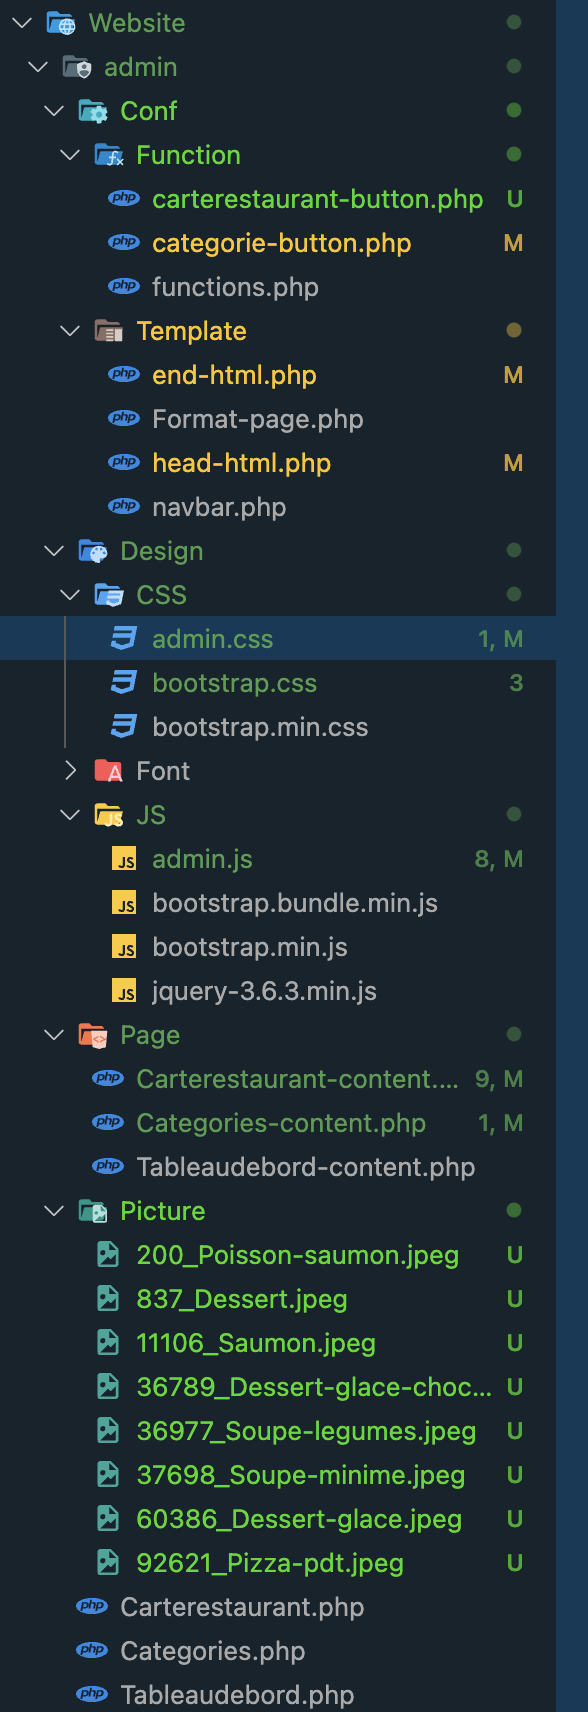 Website
admin
Conf
Function
php carterestaurant-button.php U
php categorie-button.php M
php functions.php
Template
php end-html.php M
php Format-page.php
php head-html.php M
php navbar.php
Design
CSS
admin.css 1, M
bootstrap.css 3
bootstrap.min.css
A Font
JS JS
JS admin.js 8, M
JS bootstrap.bundle.min.js
JS bootstrap.min.js
JS jquery-3.6.3.min.js
Page
php Carterestaurant-content.... 9, M
php Categories-content.php 1, M
php Tableaudebord-content.php
Picture
200_Poisson-saumon.jpeg U
837_Dessert.jpeg U
11106_Saumon.jpeg U
36789_Dessert-glace-choc... U
36977_Soupe-legumes.jpeg U
37698_Soupe-minime.jpeg U
60386_Dessert-glace.jpeg U
92621_Pizza-pdt.jpeg U
php Carterestaurant.php
php Categories.php
php Tableaudebord.php